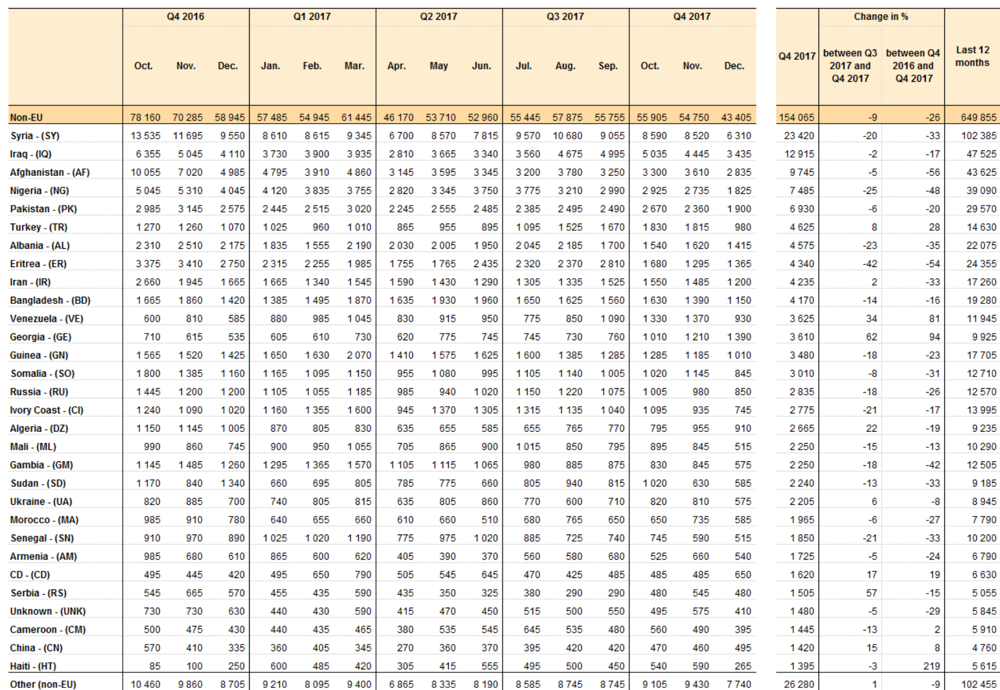 Q4 2016 Q1 2017 Q2 2017 Q3 2017 Q4 2017 Change in %
Oct. Nov. Dec. Jan. Feb. Mar. Apr. May Jun. Jul. Aug. Sep. Oct. Nov. Dec. Q4 2017 between Q3 2017 and Q4 2017 between Q4 2016 and Q4 2017 Last 12 months
Non-EU 78 160 70 285 58 945 57 485 54 945 61 445 46 170 53 710 52 960 55 445 57 875 55 755 55 905 54 750 43 405 154 065 -9 -26 649 855
Syria - (SY) 13 535 11 695 9 550 8 610 8 615 9 345 6 700 8 570 7 815 9 570 10 680 9 055 8 590 8 520 6 310 23 420 -20 -33 102 385
Iraq - (IQ) 6 355 5 045 4 110 3 730 3 900 3 935 2 810 3 665 3 340 3 560 4 675 4 995 5 035 4 445 3 435 12 915 -2 -17 47 525
Afghanistan - (AF) 10 055 7 020 4 985 4 795 3 910 4 860 3 145 3 595 3 345 3 200 3 780 3 250 3 300 3 610 2 835 9 745 -5 -56 43 625
Nigeria - (NG) 5 045 5 310 4 045 4 120 3 835 3 755 2 820 3 345 3 750 3 775 3 210 2 990 2 925 2 735 1 825 7 485 -25 -48 39 090
Pakistan - (PK) 2 985 3 145 2 575 2 445 2 515 3 020 2 245 2 555 2 485 2 385 2 495 2 490 2 670 2 360 1 900 6 930 -6 -20 29 570
Turkey - (TR) 1 270 1 260 1 070 1 025 960 1 010 865 955 895 1 095 1 525 1 670 1 830 1 815 980 4 625 8 28 14 630
Albania - (AL) 2 310 2 510 2 175 1 835 1 555 2 190 2 030 2 005 1 950 2 045 2 185 1 700 1 540 1 620 1 415 4 575 -23 -35 22 075
Eritrea - (ER) 3 375 3 410 2 750 2 315 2 255 1 985 1 755 1 765 2 435 2 320 2 370 2 810 1 680 1 295 1 365 4 340 -42 -54 24 355
Iran - (IR) 2 660 1 945 1 665 1 665 1 340 1 545 1 590 1 430 1 290 1 305 1 335 1 525 1 550 1 485 1 200 4 235 2 -33 17 260
Bangladesh - (BD) 1 665 1 860 1 420 1 385 1 495 1 870 1 635 1 930 1 960 1 650 1 625 1 560 1 630 1 390 1 150 4 170 -14 -16 19 280
Venezuela - (VE) 600 810 585 880 985 1 045 830 915 950 775 850 1 090 1 330 1 370 930 3 625 34 81 11 945
Georgia - (GE) 710 615 535 605 610 730 620 775 745 745 730 760 1 010 1 210 1 390 3 610 62 94 9 925
Guinea - (GN) 1 565 1 520 1 425 1 650 1 630 2 070 1 410 1 575 1 625 1 600 1 385 1 285 1 285 1 185 1 010 3 480 -18 -23 17 705
Somalia - (SO) 1 800 1 385 1 160 1 165 1 095 1 150 955 1 080 995 1 105 1 140 1 005 1 020 1 145 845 3 010 -8 -31 12 710
Russia - (RU) 1 445 1 200 1 200 1 105 1 055 1 185 985 940 1 020 1 150 1 220 1 075 1 005 980 850 2 835 -18 -26 12 570
Ivory Coast - (CI) 1 240 1 090 1 020 1 160 1 355 1 600 945 1 370 1 305 1 315 1 135 1 040 1 095 935 745 2 775 -21 -17 13 995
Algeria - (DZ) 1 150 1 145 1 005 870 805 830 635 655 585 655 765 770 795 955 910 2 665 22 -19 9 235
Mali - (ML) 990 860 745 900 950 1 055 705 865 900 1 015 850 795 895 845 515 2 250 -15 -13 10 290
Gambia - (GM) 1 145 1 485 1 260 1 295 1 365 1 570 1 105 1 115 1 065 980 885 875 830 845 575 2 250 -18 -42 12 505
Sudan - (SD) 1 170 840 1 340 660 695 805 785 775 660 805 940 815 1 020 630 585 2 240 -13 -33 9 185
Ukraine - (UA) 820 885 700 740 805 815 635 805 860 770 600 710 820 810 575 2 205 6 -8 8 945
Morocco - (MA) 985 910 780 640 655 660 610 660 510 680 765 650 650 735 585 1 965 -6 -27 7 790
Senegal - (SN) 910 970 890 1 025 1 020 1 190 775 975 1 020 885 725 740 745 590 515 1 850 -21 -33 10 200
Armenia - (AM) 985 680 610 865 600 620 405 390 370 560 580 680 525 660 540 1 725 -5 -24 6 790
CD - (CD) 495 445 420 495 650 790 505 545 645 470 425 485 485 485 650 1 620 17 19 6 630
Serbia - (RS) 545 665 570 455 435 590 435 350 325 380 290 290 480 545 480 1 505 57 -15 5 055
Unknown - (UNK) 730 730 630 440 430 590 415 470 450 515 500 550 495 575 410 1 480 -5 -29 5 845
Cameroon - (CM) 500 475 430 440 435 465 380 535 545 645 535 480 560 490 395 1 445 -13 2 5 910
China - (CN) 570 410 335 360 405 345 270 360 370 395 420 420 470 460 495 1 420 15 8 4 760
Haiti - (HT) 85 100 250 600 485 420 305 415 555 495 500 450 540 590 265 1 395 -3 219 5 615
Other (non-EU) 10 460 9 860 8 705 9 210 8 095 9 400 6 865 8 335 8 190 8 585 8 745 8 745 9 105 9 430 7 740 26 280 1 -9 102 455